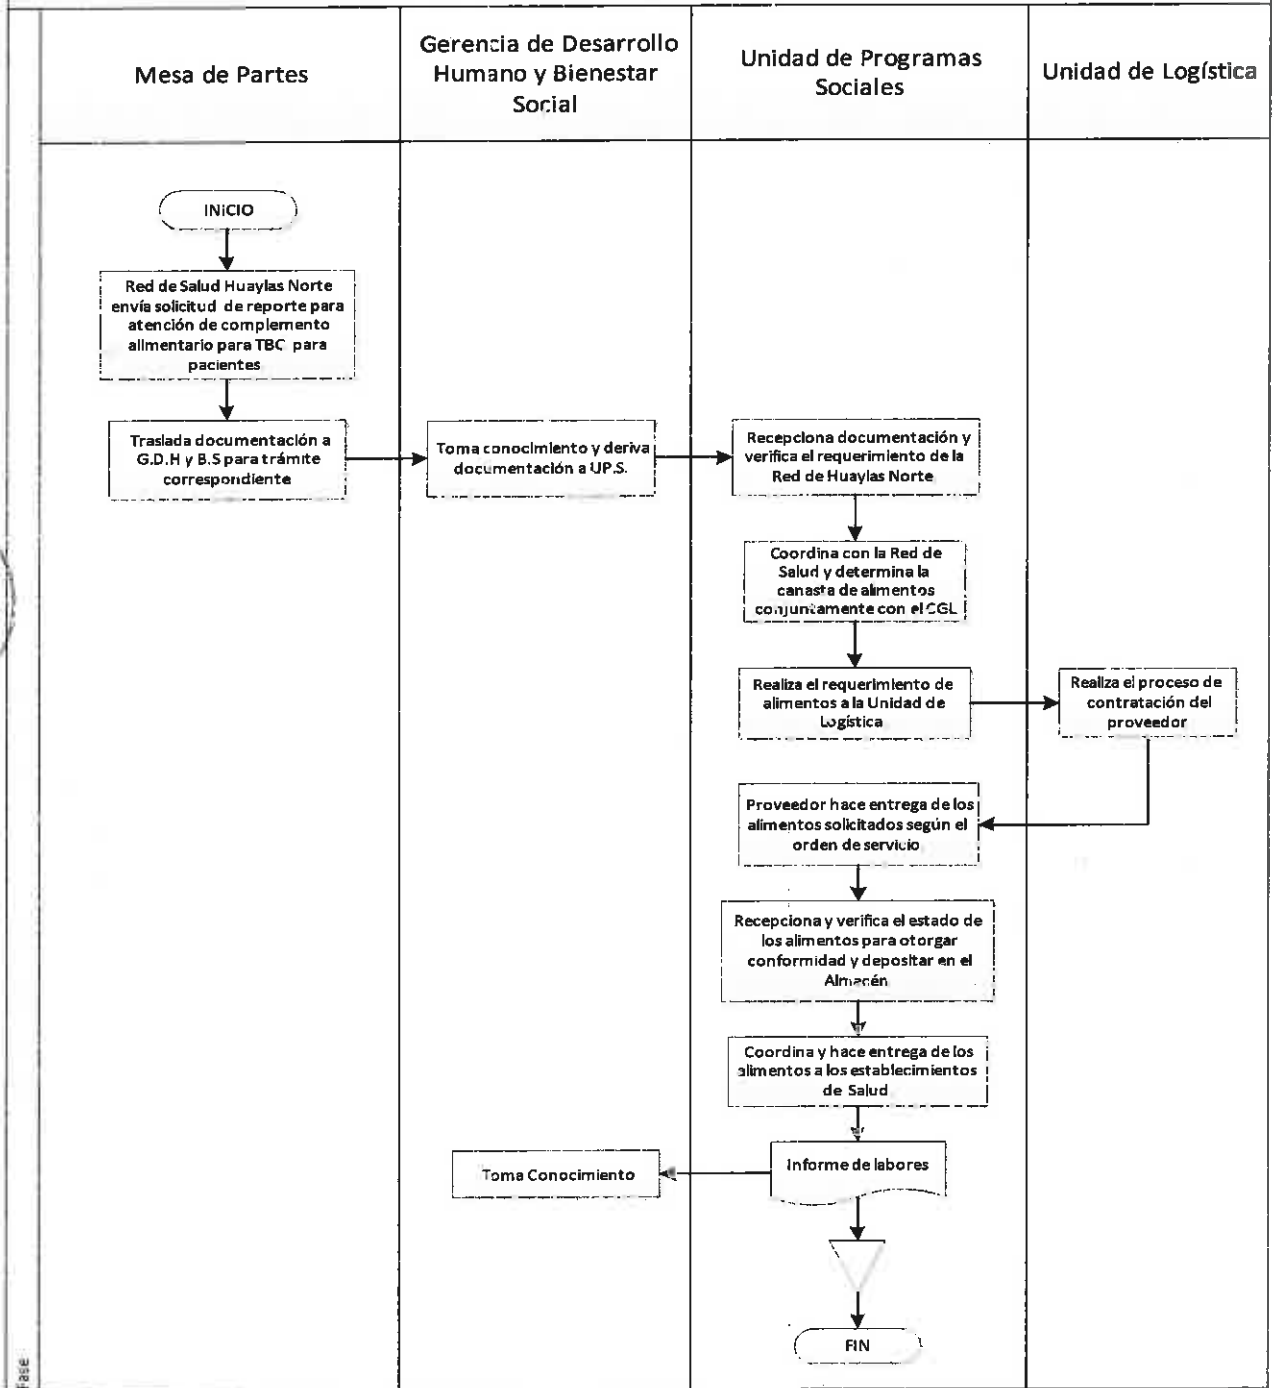 Mesa de Partes
Gerencia de Desarrollo
Humano y Bienestar
Social
Unidad de Programas
Sociales
Unidad de Logística
INICIO
Red de Salud Huaylas Norte
envía solicitud de reporte para
atención de complemento
alimentario para TBC para
pacientes
Traslada documentación a
G.D.H y B.S para trámite
correspondiente
Toma conocimiento y deriva
documentación a UP.S.
Recepciona documentación y
verifica el requerimiento de la
Red de Huaylas Norte
Coordina con la Red de
Salud y determina la
canasta de alimentos
conjuntamente con el CGL
Realiza el requerimiento de
alimentos a la Unidad de
Logística
Realiza el proceso de
contratación del
proveedor
Proveedor hace entrega de los
alimentos solicitados según el
orden de servicio
Recepciona y verifica el estado de
los alimentos para otorgar
conformidad y depositar en el
Almacén
Coordina y hace entrega de los
alimentos a los establecimientos
de Salud
Informe de labores
Toma Conocimiento
FIN
Fase